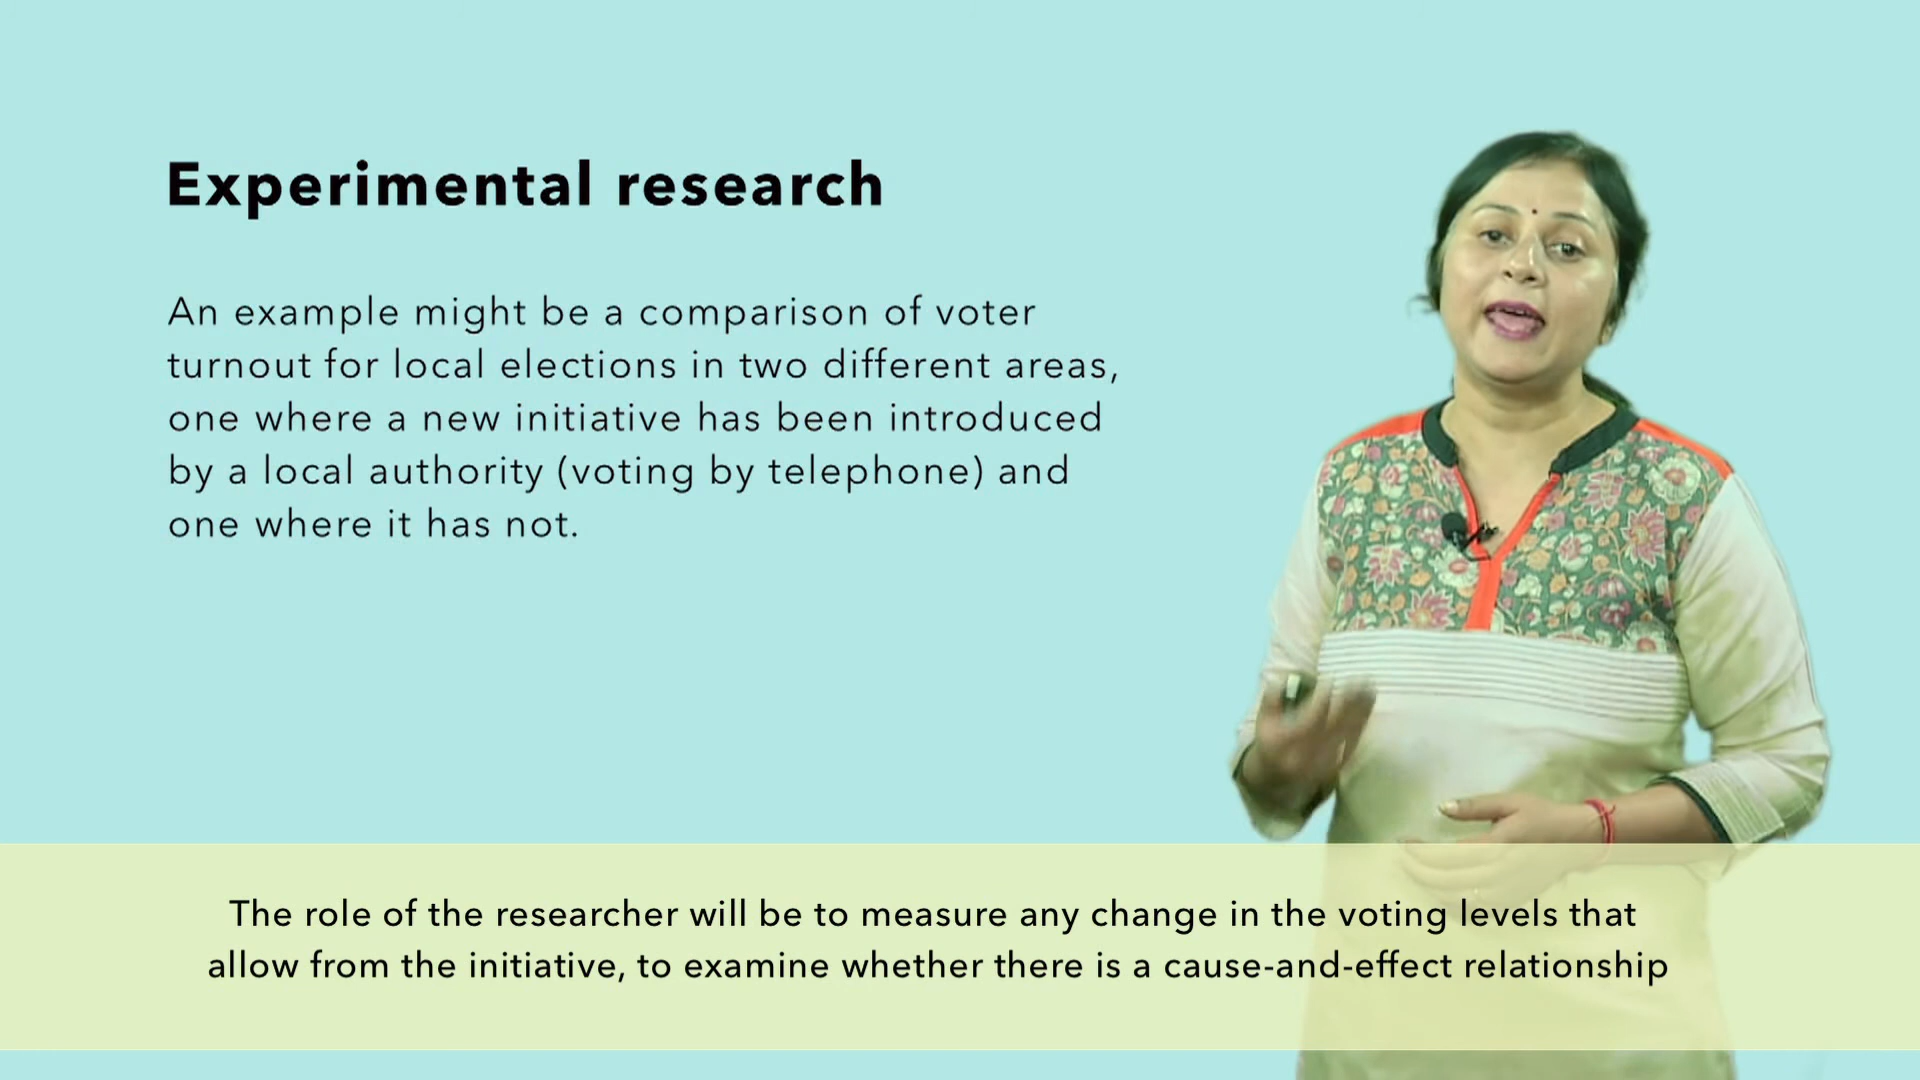 Experimental research
An example might be a comparison of voter
turnout for local elections in two different areas,
one where a new initiative has been introduced
by a local authority (voting by telephone) and
one where it has not.
The role of the researcher will be to measure any change in the voting levels that
allow from the initiative, to examine whether there is a cause-and-effect relationship